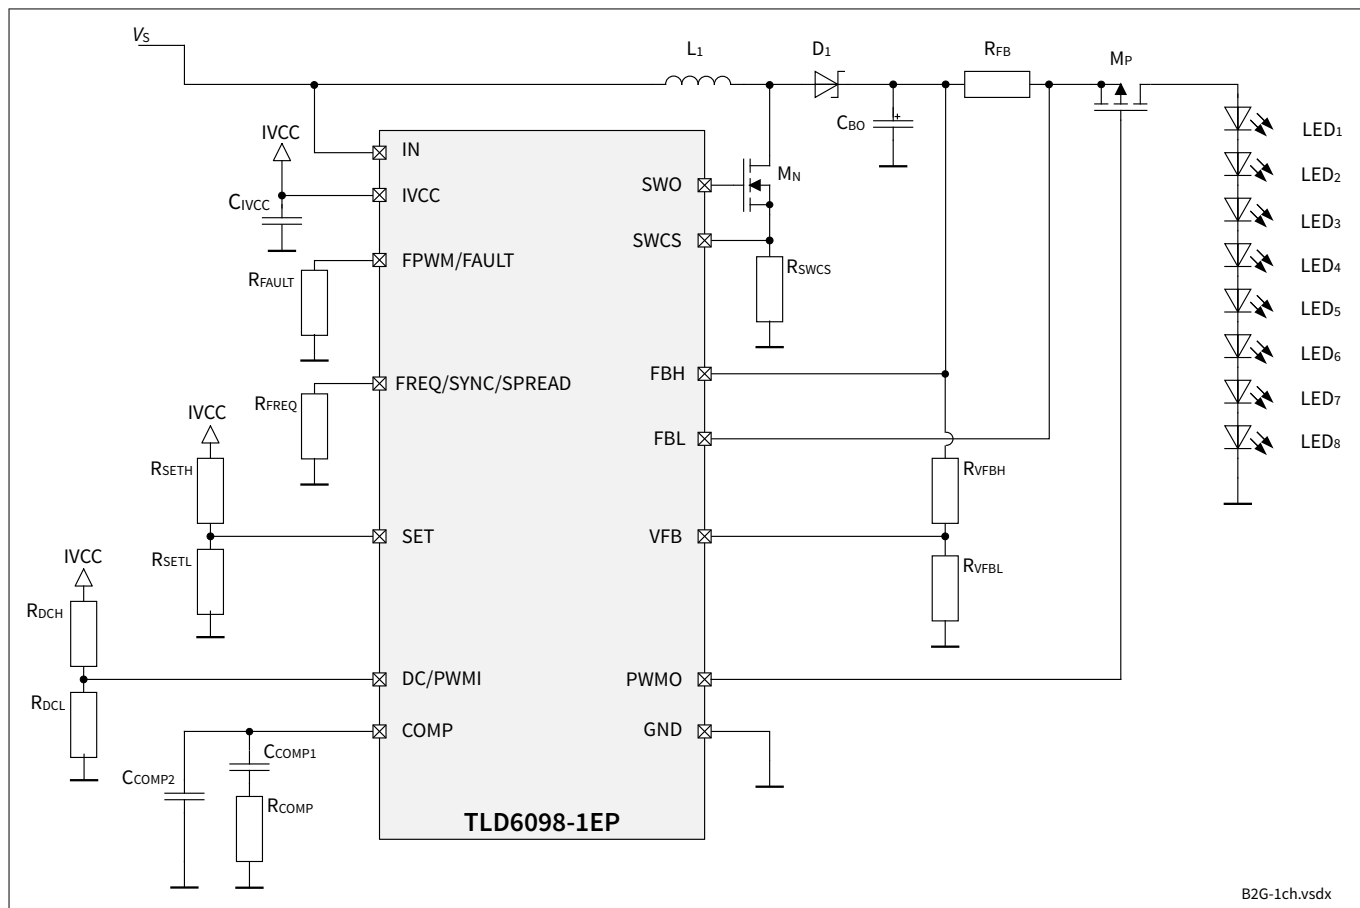 VS
L1
D1
RFB
MP
CBO
IVCC
IN
IVCC
CIVCC
SWO
MN
SWCS
RSWCS
FPWM/FAULT
RFAULT
LED1
LED2
LED3
LED4
LED5
LED6
LED7
LED8
FREQ/SYNC/SPREAD
RFREQ
FBH
FBL
IVCC
RSETH
SET
RSETL
RVFBH
VFB
RVFBL
IVCC
RDCH
DC/PWMI
RDCL
PWMO
COMP
GND
CCOMP1
CCOMP2
RCOMP
TLD6098-1EP
B2G-1ch.vsdx